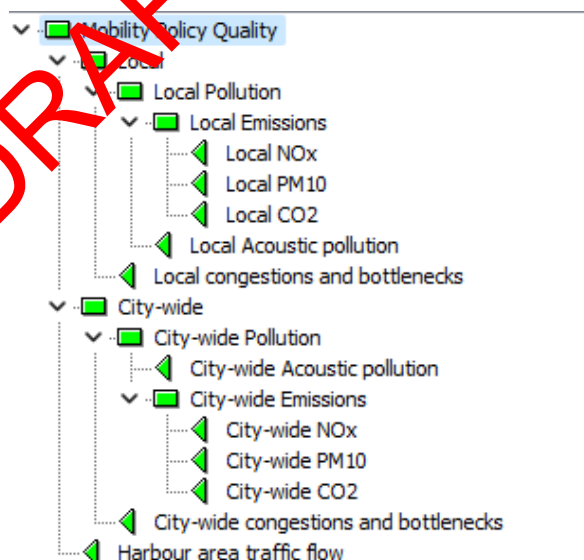 Mobility Policy Quality
Local
Local Pollution
Local Emissions
Local NOx
Local PM10
Local CO2
Local Acoustic pollution
Local congestions and bottlenecks
City-wide
City-wide Pollution
City-wide Acoustic pollution
City-wide Emissions
City-wide NOx
City-wide PM10
City-wide CO2
City-wide congestions and bottlenecks
Harbour area traffic flow